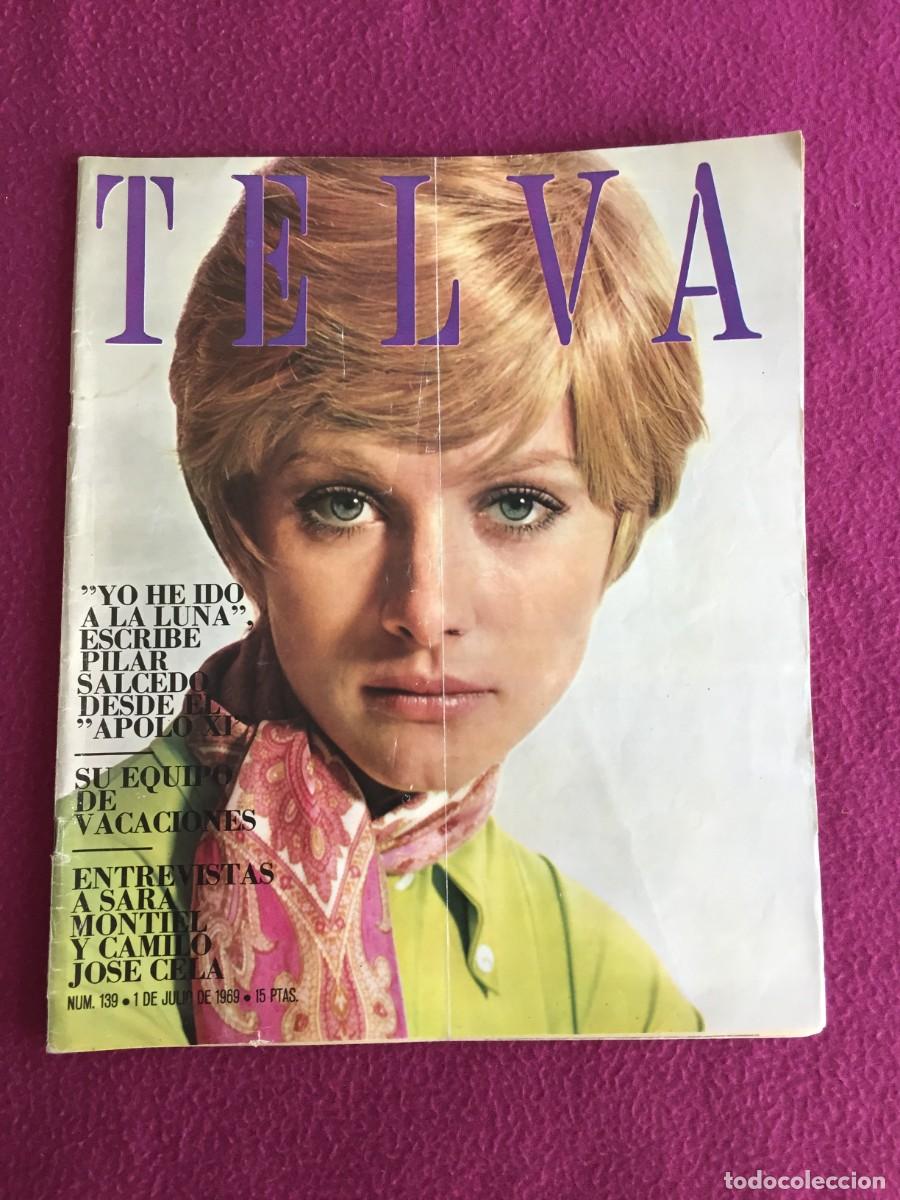 TELVA
”YO HE IDO
A LA LUNA”,
ESCRIBE
PILAR
SALCEDO
DESDE EL
”APOLO XI”
SU EQUIPO
DE
VACACIONES
ENTREVISTAS
A SARA
MONTIEL
Y CAMILO
JOSE CELA
NUM. 139 • 1 DE JULIO DE 1969 • 15 PTAS.
todocoleccion